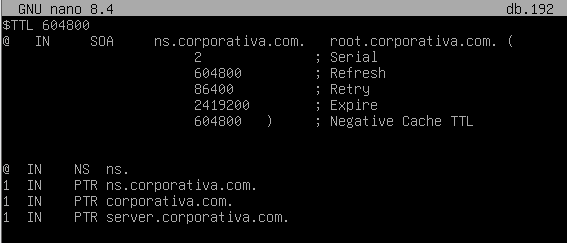 GNU nano 8.4 db.192
$TTL 604800
@ IN SOA ns.corporativa.com. root.corporativa.com. (
2 ; Serial
604800 ; Refresh
86400 ; Retry
2419200 ; Expire
604800 ) ; Negative Cache TTL
@ IN NS ns.
1 IN PTR ns.corporativa.com.
1 IN PTR corporativa.com.
1 IN PTR server.corporativa.com.